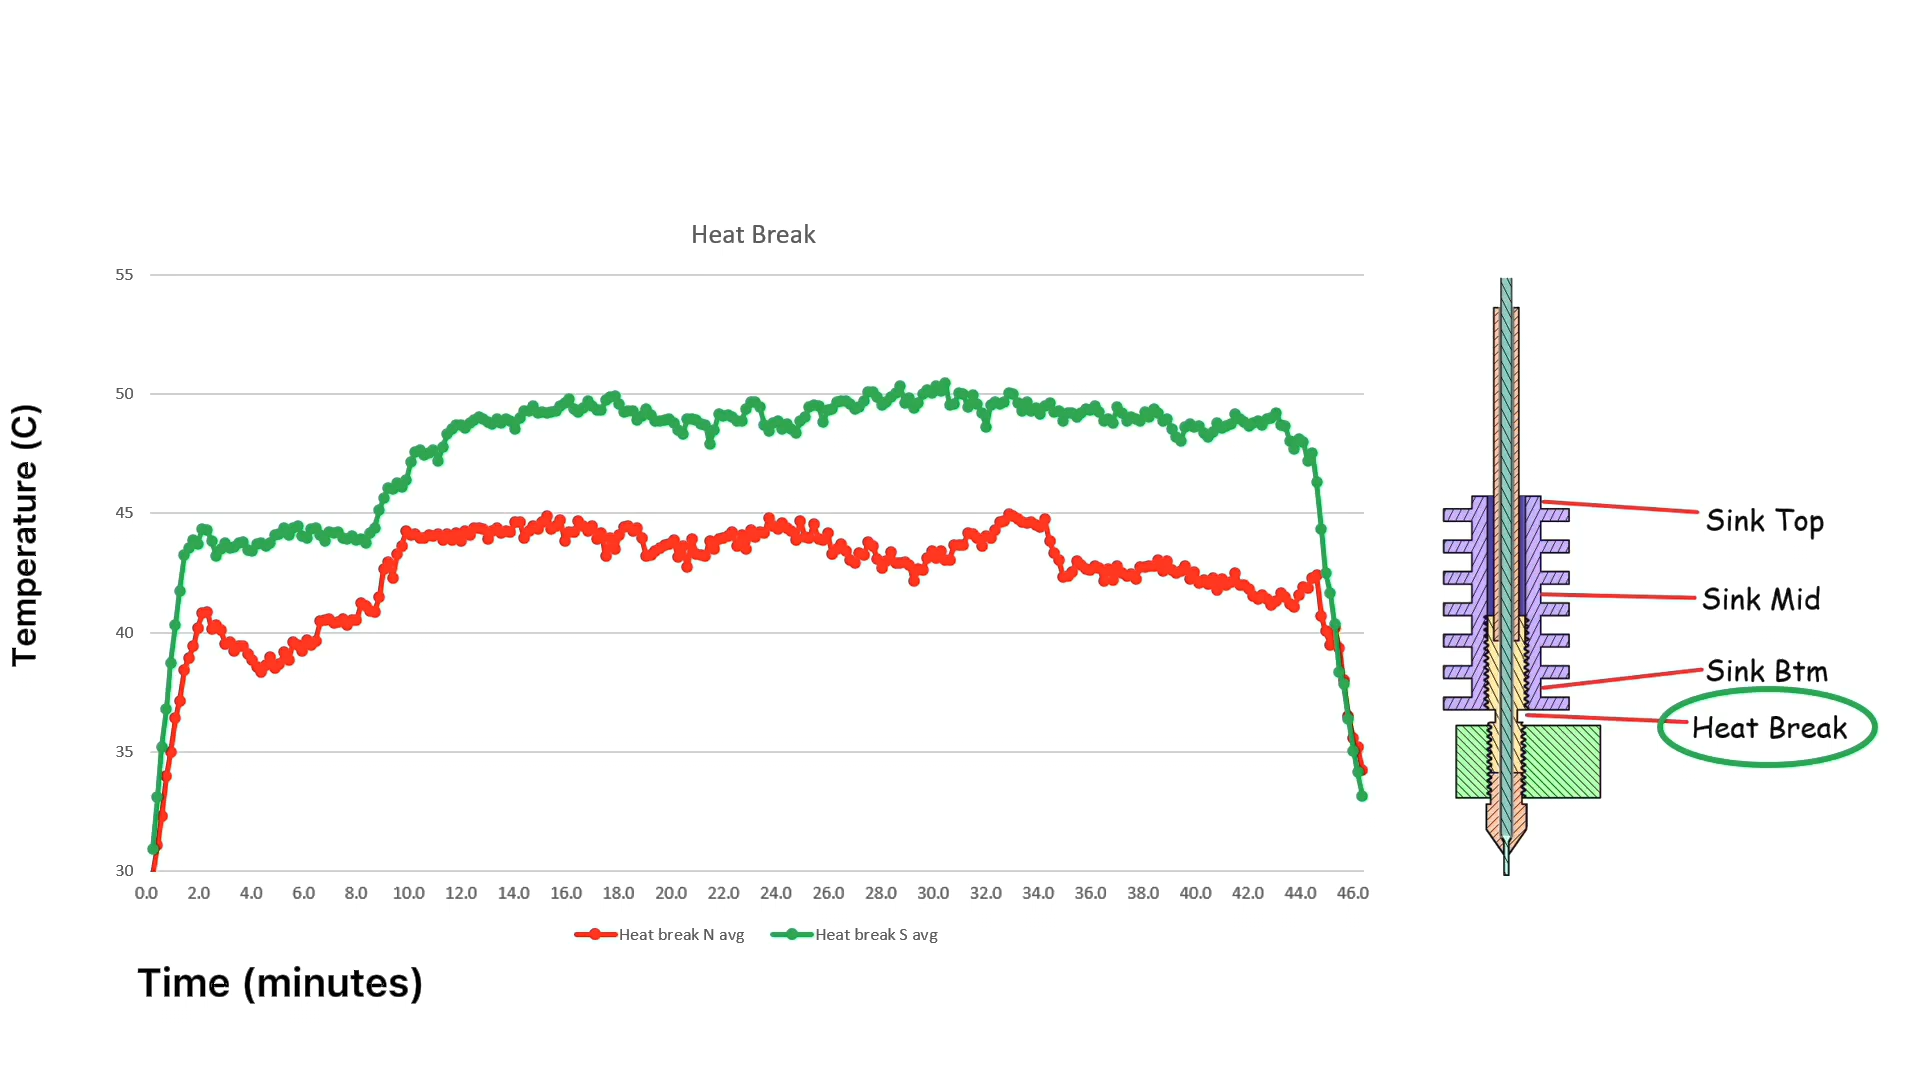 Heat Break
55
50
45
40
35
30
Temperature (C)
0.0 2.0 4.0 6.0 8.0 10.0 12.0 14.0 16.0 18.0 20.0 22.0 24.0 26.0 28.0 30.0 32.0 34.0 36.0 38.0 40.0 42.0 44.0 46.0
Heat break N avg Heat break S avg
Time (minutes)
Sink Top
Sink Mid
Sink Btm
Heat Break